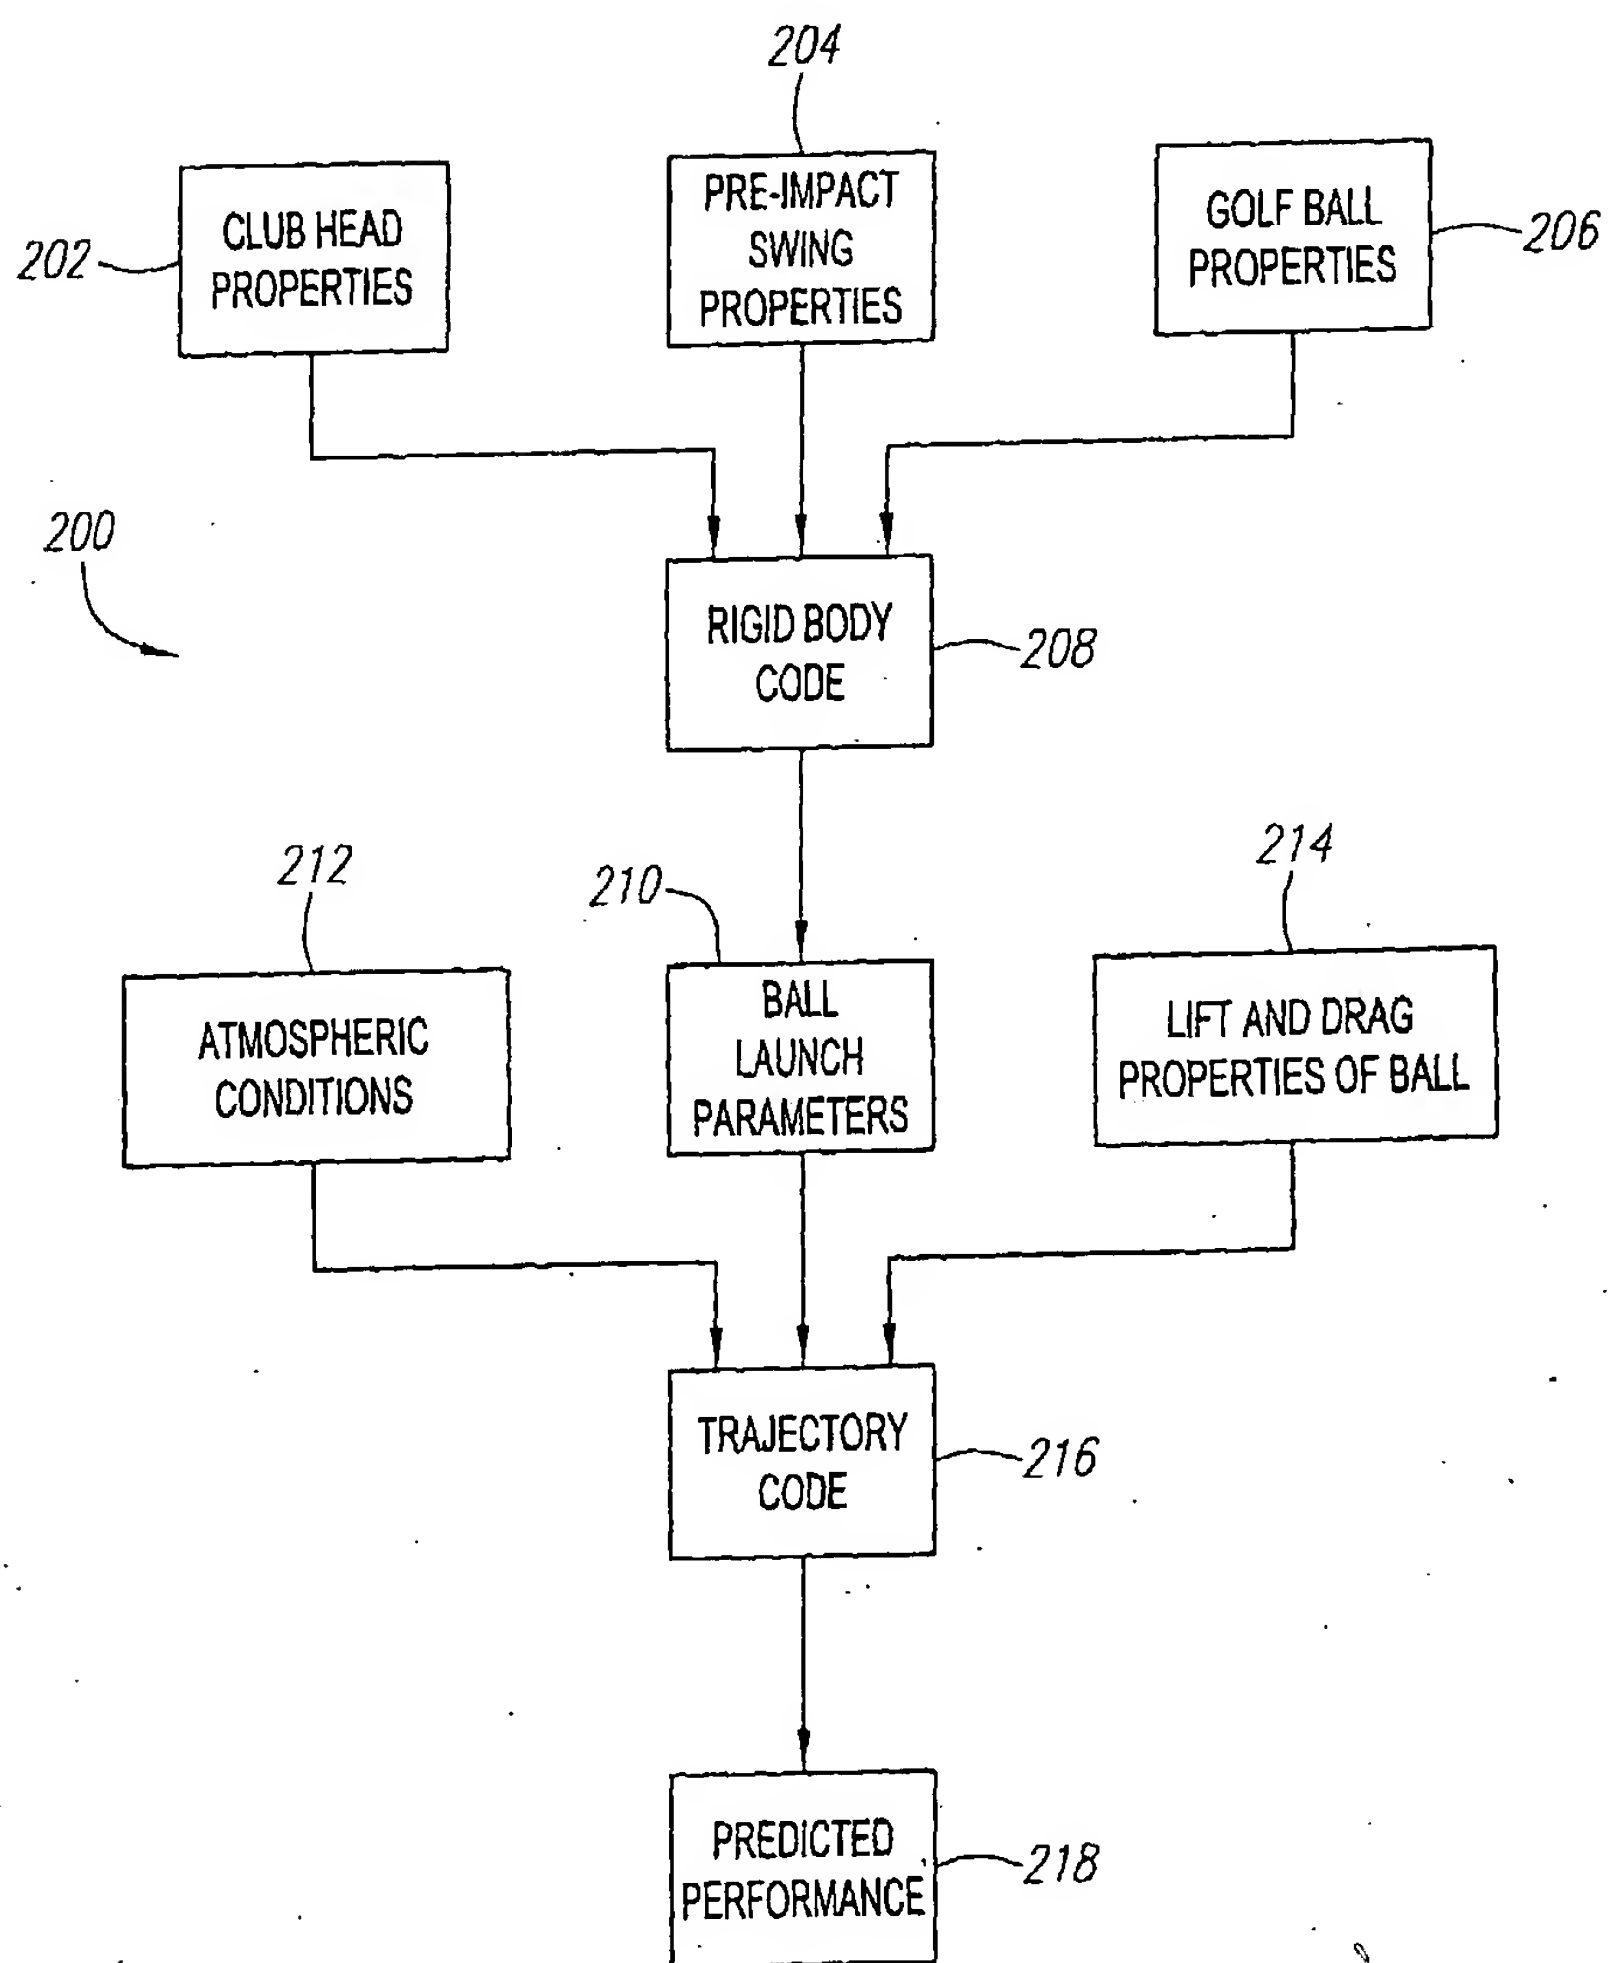 204
CLUB HEAD
PROPERTIES
202
PRE-IMPACT
SWING
PROPERTIES
GOLF BALL
PROPERTIES
206
200
RIGID BODY
CODE
208
212
210
214
ATMOSPHERIC
CONDITIONS
BALL
LAUNCH
PARAMETERS
LIFT AND DRAG
PROPERTIES OF BALL
TRAJECTORY
CODE
216
PREDICTED
PERFORMANCE
218